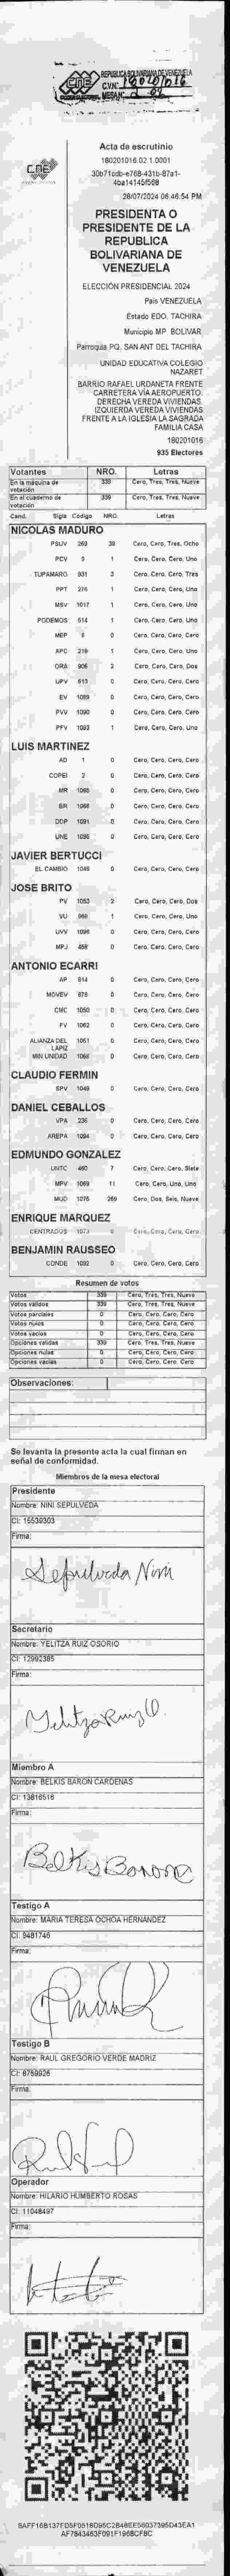 REPUBLICA BOLIVARIANA DE VENEZUELA
C.V.N°
MESA N°
CNE
Acta de escrutinio
180201016.02.1.0001
30b71cdb-e768-431b-87a1-
4ba14145f568
28/07/2024 06:46:54 PM
PRESIDENTA O
PRESIDENTE DE LA
REPUBLICA
BOLIVARIANA DE
VENEZUELA
ELECCIÓN PRESIDENCIAL 2024
País VENEZUELA
Estado EDO. TACHIRA
Municipio MP. BOLIVAR
Parroquia PQ. SAN ANT DEL TACHIRA
UNIDAD EDUCATIVA COLEGIO
NAZARET
BARRIO RAFAEL URDANETA FRENTE
CARRETERA VÍA AEROPUERTO.
DERECHA VEREDA VIVIENDAS.
IZQUIERDA VEREDA VIVIENDAS
FRENTE A LA IGLESIA LA SAGRADA
FAMILIA CASA
180201016
935 Electores
Votantes NRO. Letras
En la máquina de votación 339 Cero, Tres, Tres, Nueve
En el cuaderno de votación 339 Cero, Tres, Tres, Nueve
Cand. Sigla Codigo NRO. Letras
NICOLAS MADURO
PSUV 269 38 Cero, Cero, Tres, Ocho
PCV 9 1 Cero, Cero, Cero, Uno
TUPAMARO 931 3 Cero, Cero, Cero, Tres
PPT 276 1 Cero, Cero, Cero, Uno
MSV 1017 1 Cero, Cero, Cero, Uno
PODEMOS 514 1 Cero, Cero, Cero, Uno
MEP 6 0 Cero, Cero, Cero, Cero
APC 219 1 Cero, Cero, Cero, Uno
ORA 906 2 Cero, Cero, Cero, Dos
UPV 613 0 Cero, Cero, Cero, Cero
EV 1089 0 Cero, Cero, Cero, Cero
PVV 1090 0 Cero, Cero, Cero, Cero
PFV 1093 1 Cero, Cero, Cero, Uno
LUIS MARTINEZ
AD 1 0 Cero, Cero, Cero, Cero
COPEI 2 0 Cero, Cero, Cero, Cero
MR 1065 0 Cero, Cero, Cero, Cero
BR 1066 0 Cero, Cero, Cero, Cero
DDP 1091 0 Cero, Cero, Cero, Cero
UNE 1095 0 Cero, Cero, Cero, Cero
JAVIER BERTUCCI
EL CAMBIO 1048 0 Cero, Cero, Cero, Cero
JOSE BRITO
PV 1053 2 Cero, Cero, Cero, Dos
VU 969 1 Cero, Cero, Cero, Uno
UVV 1096 0 Cero, Cero, Cero, Cero
MPJ 458 0 Cero, Cero, Cero, Cero
ANTONIO ECARRI
AP 814 0 Cero, Cero, Cero, Cero
MOVEV 679 0 Cero, Cero, Cero, Cero
CMC 1050 0 Cero, Cero, Cero, Cero
FV 1062 0 Cero, Cero, Cero, Cero
ALIANZA DEL LAPIZ 1051 0 Cero, Cero, Cero, Cero
MIN UNIDAD 1068 0 Cero, Cero, Cero, Cero
CLAUDIO FERMIN
SPV 1049 0 Cero, Cero, Cero, Cero
DANIEL CEBALLOS
VPA 236 0 Cero, Cero, Cero, Cero
AREPA 1094 0 Cero, Cero, Cero, Cero
EDMUNDO GONZALEZ
UNTC 460 7 Cero, Cero, Cero, Siete
MPV 1069 11 Cero, Cero, Uno, Uno
MUD 1075 269 Cero, Dos, Seis, Nueve
ENRIQUE MARQUEZ
CENTRADOS 1073 0 Cero, Cero, Cero, Cero
BENJAMIN RAUSSEO
CONDE 1092 0 Cero, Cero, Cero, Cero
Resumen de votos
Votos 339 Cero, Tres, Tres, Nueve
Votos válidos 339 Cero, Tres, Tres, Nueve
Votos parciales 0 Cero, Cero, Cero, Cero
Votos nulos 0 Cero, Cero, Cero, Cero
Votos vacíos 0 Cero, Cero, Cero, Cero
Opciones válidas 339 Cero, Tres, Tres, Nueve
Opciones nulas 0 Cero, Cero, Cero, Cero
Opciones vacías 0 Cero, Cero, Cero, Cero
Observaciones:
Se levanta la presente acta la cual firman en
señal de conformidad.
Miembros de la mesa electoral
Presidente
Nombre: NINI SEPULVEDA
CI: 15539303
Firma:
Sepulveda Nini
Secretario
Nombre: YELITZA RUIZ OSORIO
CI: 12992385
Firma:
Yelitza Ruiz O.
Miembro A
Nombre: BELKIS BARON CARDENAS
CI: 13816516
Firma:
Belkis Baron C
Testigo A
Nombre: MARIA TERESA OCHOA HERNANDEZ
CI: 9481746
Firma:
Testigo B
Nombre: RAUL GREGORIO VERDE MADRIZ
CI: 8769926
Firma:
Operador
Nombre: HILARIO HUMBERTO ROSAS
CI: 11048497
Firma: